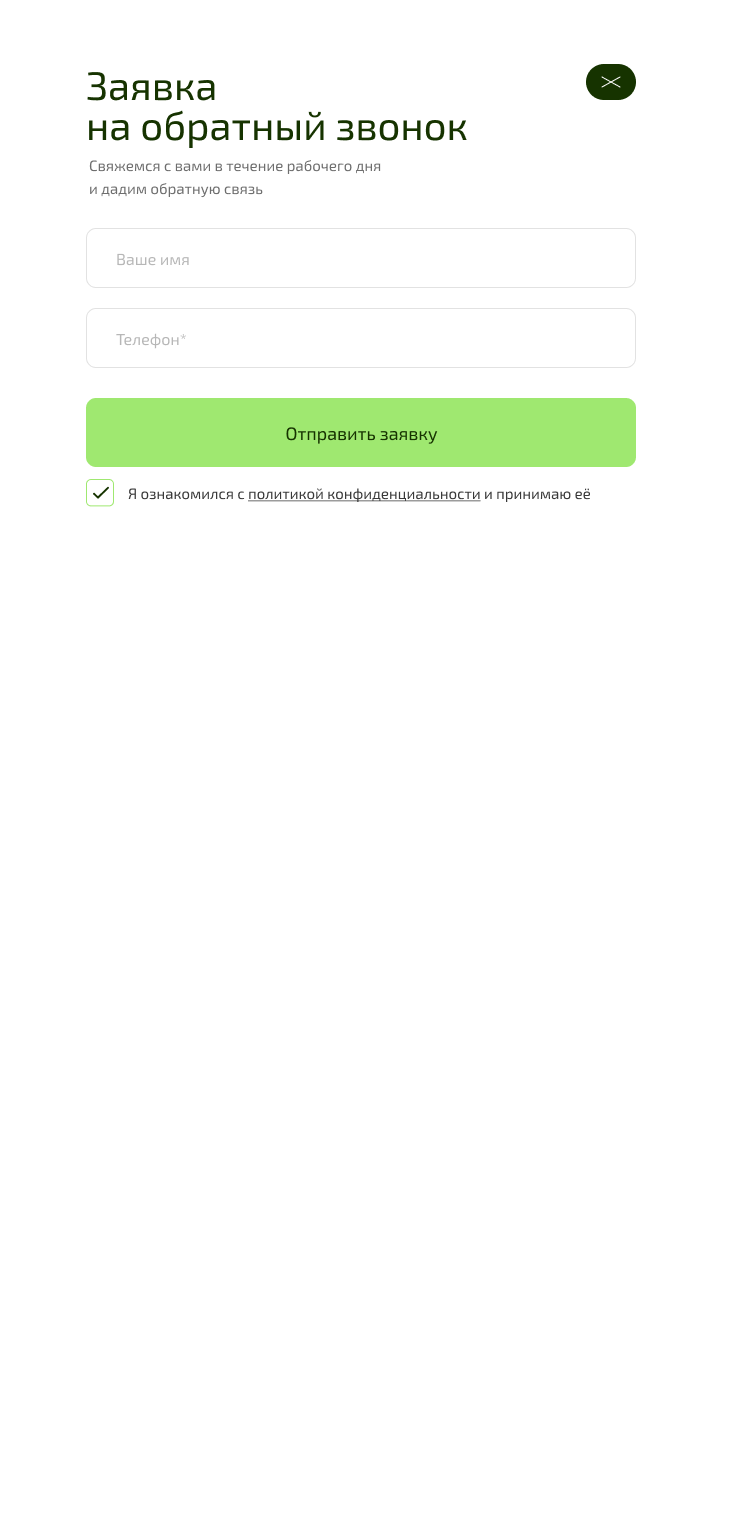 Заявка
на обратный звонок
Свяжемся с вами в течение рабочего дня
и дадим обратную связь
Ваше имя
Телефон*
Отправить заявку
Я ознакомился с политикой конфиденциальности и принимаю её